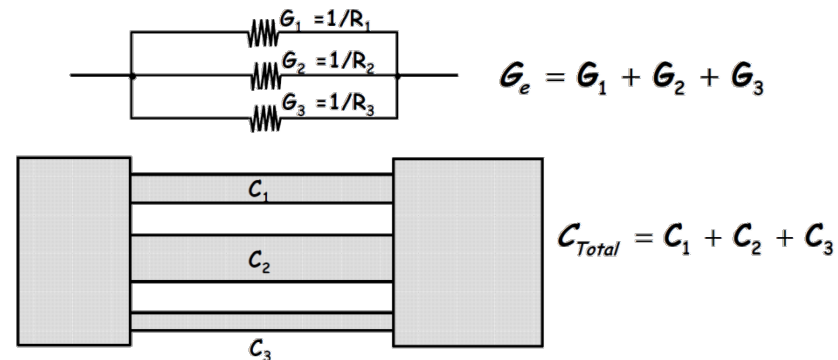 G₁ =1/R₁
G₂ =1/R₂
G₃ =1/R₃
Gₑ = G₁ + G₂ + G₃
C₁
C₂
C₃
C_Total = C₁ + C₂ + C₃